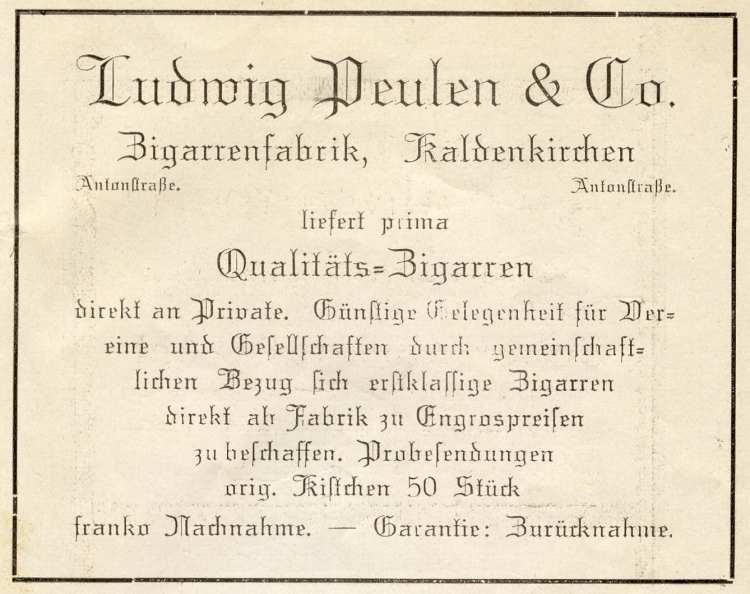 Ludwig Peulen & Co.
Zigarrenfabrik, Kaldenkirchen
Antonstraße. Antonstraße.
liefert prima
Qualitäts=Zigarren
direkt an Private. Günstige Gelegenheit für Ver=
eine und Gesellschaften durch gemeinschaft=
lichen Bezug sich erstklassige Zigarren
direkt ab Fabrik zu Engrospreisen
zu beschaffen. Probesendungen
orig. Kistchen 50 Stück
franko Nachnahme. — Garantie: Zurücknahme.